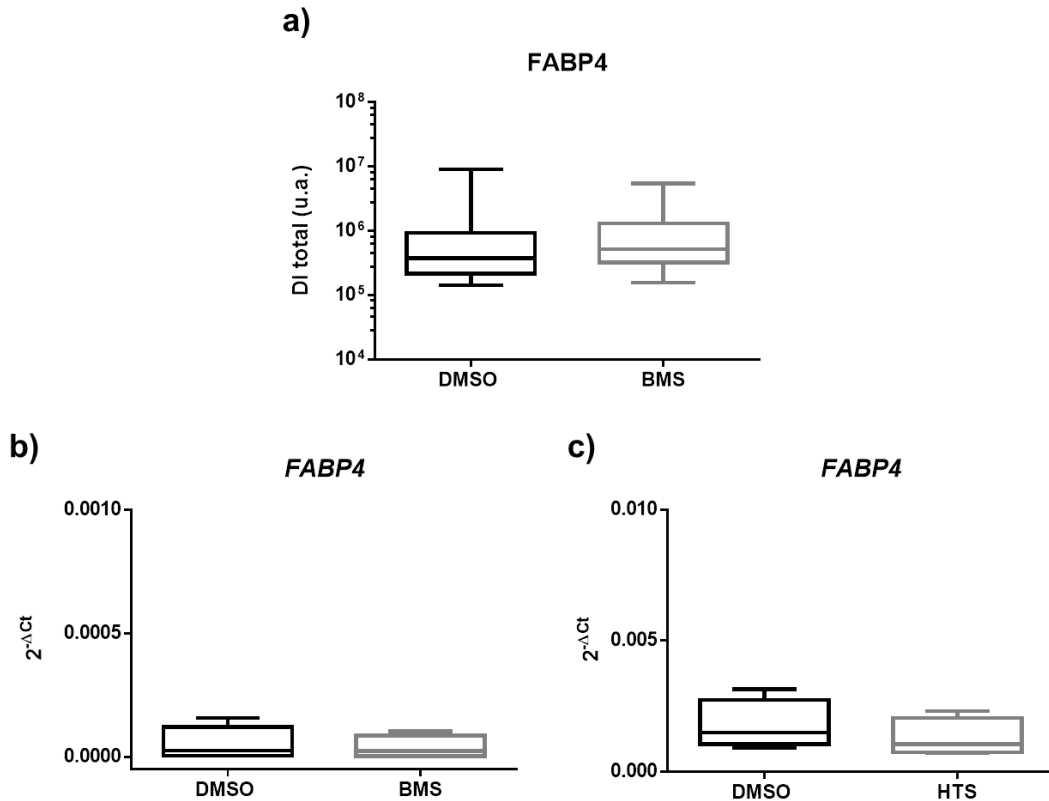 a)
FABP4
DI total (u.a.)
10⁸
10⁷
10⁶
10⁵
10⁴
DMSO BMS
b)
FABP4
2^-ΔCt
0.0010
0.0005
0.0000
DMSO BMS
c)
FABP4
2^-ΔCt
0.010
0.005
0.000
DMSO HTS